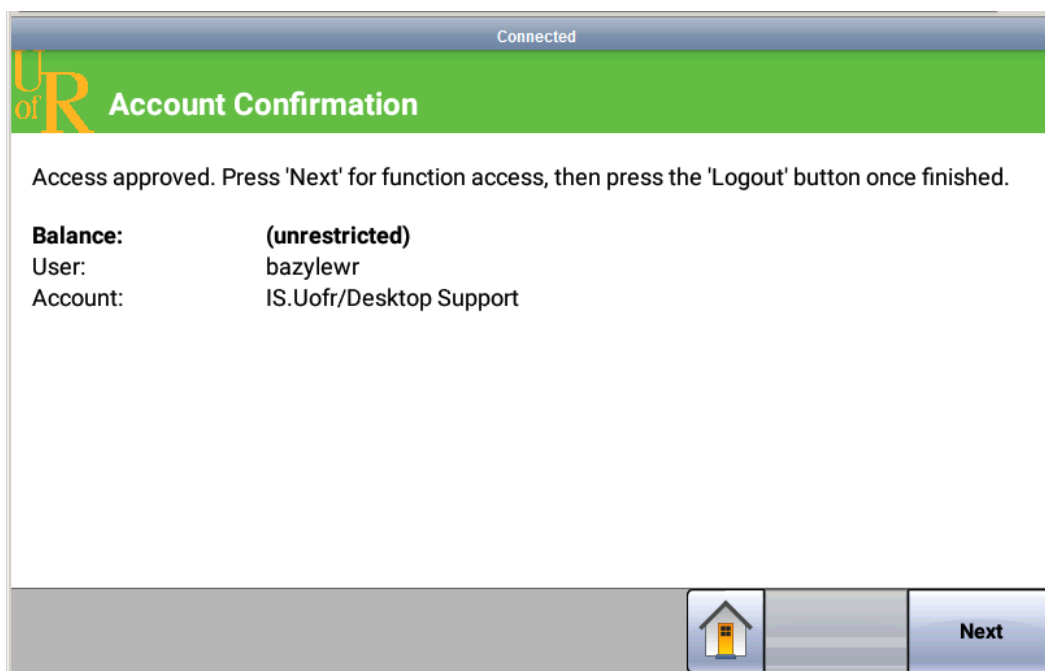 Connected
U
of R
Account Confirmation
Access approved. Press 'Next' for function access, then press the 'Logout' button once finished.
Balance: (unrestricted)
User: bazylewr
Account: IS.Uofr/Desktop Support
Next